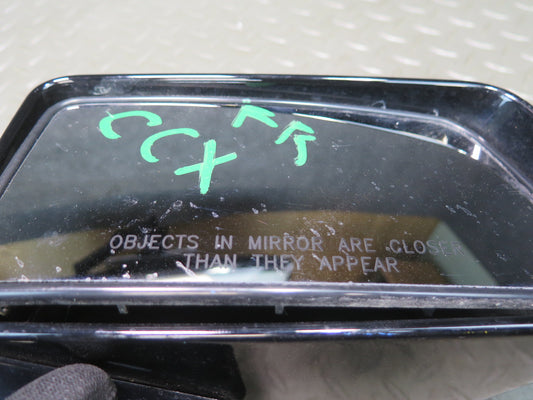 CCX
OBJECTS IN MIRROR ARE CLOSER
THAN THEY APPEAR